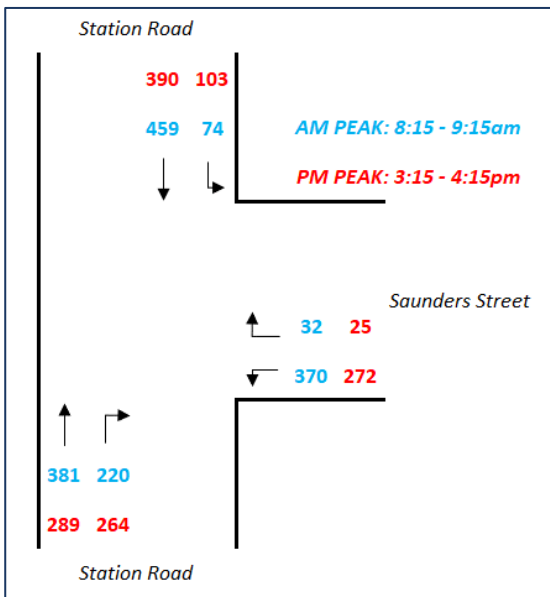 Station Road
390 103
459 74
AM PEAK: 8:15 - 9:15am
PM PEAK: 3:15 - 4:15pm
Saunders Street
32 25
370 272
381 220
289 264
Station Road